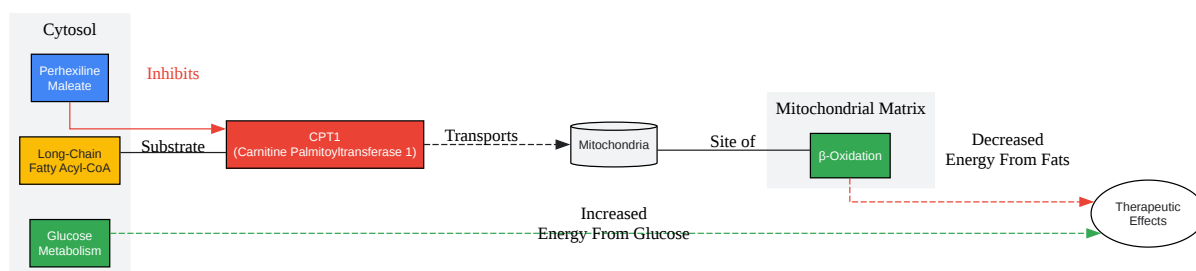 Cytosol
Perhexiline
Maleate
Inhibits
Long-Chain
Fatty Acyl-CoA
Substrate
CPT1
(Carnitine Palmitoyltransferase 1)
Transports
Mitochondria
Site of
Mitochondrial Matrix
β-Oxidation
Decreased
Energy From Fats
Glucose
Metabolism
Increased
Energy From Glucose
Therapeutic
Effects